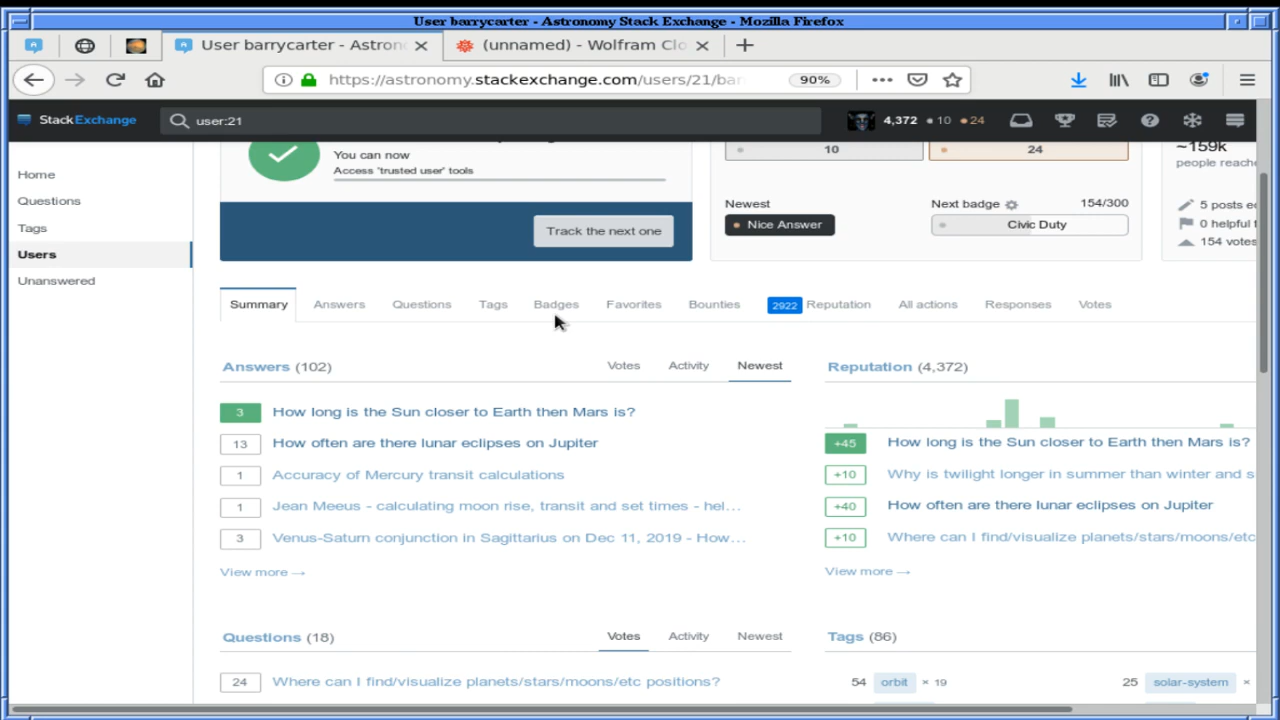 User barrycarter - Astronomy Stack Exchange - Mozilla Firefox
User barrycarter - Astron
(unnamed) - Wolfram Clo
https://astronomy.stackexchange.com/users/21/bar
90%
StackExchange
user:21
4,372 10 24
Home
Questions
Tags
Users
Unanswered
You can now
Access 'trusted user' tools
Track the next one
10
24
Newest
Nice Answer
Next badge
154/300
Civic Duty
~159k
people reache
5 posts e
0 helpful f
154 votes
Summary
Answers
Questions
Tags
Badges
Favorites
Bounties
2922 Reputation
All actions
Responses
Votes
Answers (102)
Votes
Activity
Newest
3 How long is the Sun closer to Earth then Mars is?
13 How often are there lunar eclipses on Jupiter
1 Accuracy of Mercury transit calculations
1 Jean Meeus - calculating moon rise, transit and set times - hel...
3 Venus-Saturn conjunction in Sagittarius on Dec 11, 2019 - How...
View more →
Reputation (4,372)
+45 How long is the Sun closer to Earth then Mars is?
+10 Why is twilight longer in summer than winter and s
+40 How often are there lunar eclipses on Jupiter
+10 Where can I find/visualize planets/stars/moons/etc
View more →
Questions (18)
Votes
Activity
Newest
24 Where can I find/visualize planets/stars/moons/etc positions?
Tags (86)
54 orbit × 19
25 solar-system ×